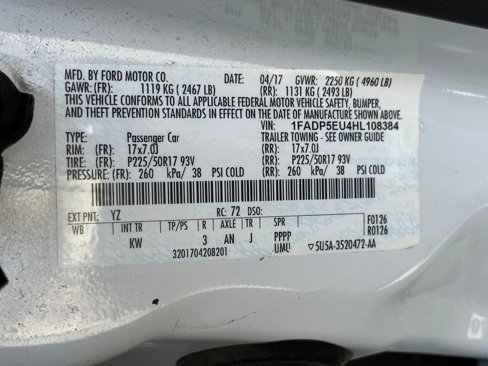 MFD. BY FORD MOTOR CO. DATE: 04/17 GVWR: 2250 KG ( 4960 LB)
GAWR: (FR): 1119 KG ( 2467 LB) (RR): 1131 KG ( 2493 LB)
THIS VEHICLE CONFORMS TO ALL APPLICABLE FEDERAL MOTOR VEHICLE SAFETY, BUMPER,
AND THEFT PREVENTION STANDARDS IN EFFECT ON THE DATE OF MANUFACTURE SHOWN ABOVE.
VIN: 1FADP5EU4HL108384
TYPE: Passenger Car TRAILER TOWING - SEE OWNER GUIDE
RIM: (FR): 17x7.0J (RR): 17x7.0J
TIRE: (FR): P225/50R17 93V (RR): P225/50R17 93V
PRESSURE: (FR): 260 kPa/ 38 PSI COLD (RR): 260 kPa/ 38 PSI COLD
EXT PNT: YZ RC: 72 DSO:
WB INT TR TP/PS R AXLE TR SPR F0126
KW 3 AN J PPPP R0126
UMLI ▽5U5A-3520472-AA
3201704208201